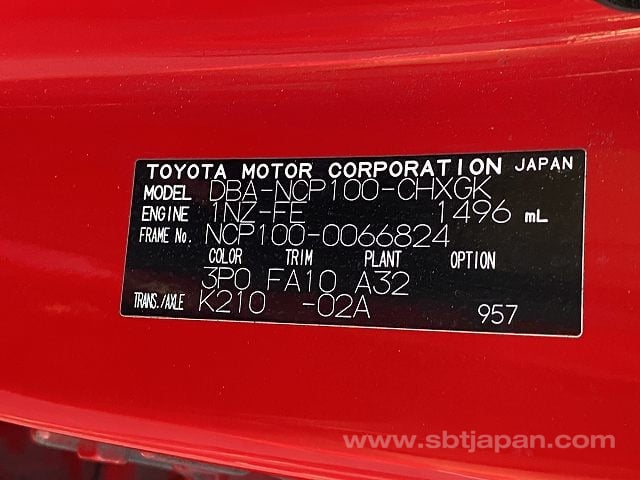 TOYOTA MOTOR CORPORATION JAPAN
MODEL DBA-NCP100-CHXGK
ENGINE 1NZ-FE 1496 mL
FRAME No. NCP100-0066824
COLOR TRIM PLANT OPTION
3P0 FA10 A32
TRANS./AXLE K210 -02A 957
www.sbtjapan.com